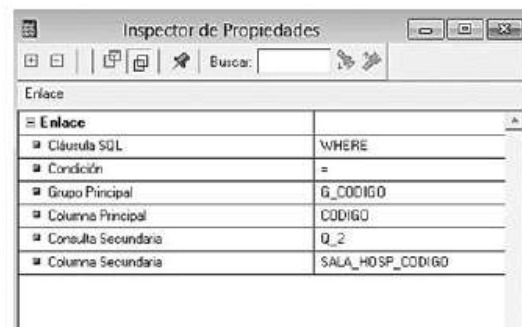 Inspector de Propiedades
Buscar:
Enlace
Enlace
Cláusula SQL WHERE
Condición =
Grupo Principal G_CODIGO
Columna Principal CODIGO
Consulta Secundaria Q_2
Columna Secundaria SALA_HOSP_CODIGO